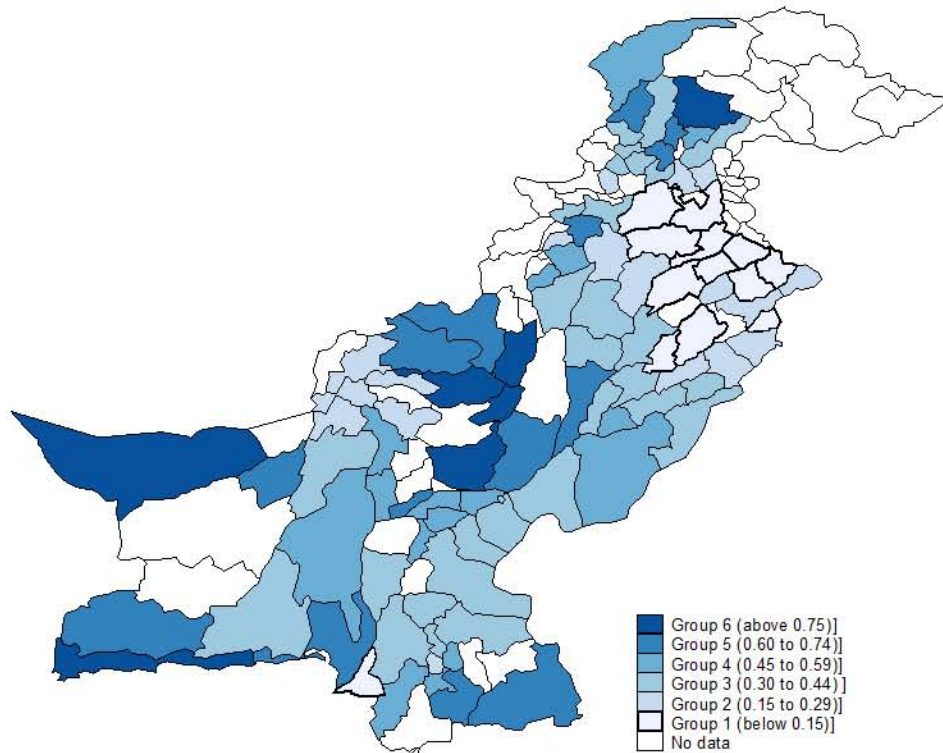 Group 6 (above 0.75)]
Group 5 (0.60 to 0.74)]
Group 4 (0.45 to 0.59)]
Group 3 (0.30 to 0.44) ]
Group 2 (0.15 to 0.29)]
Group 1 (below 0.15)]
No data